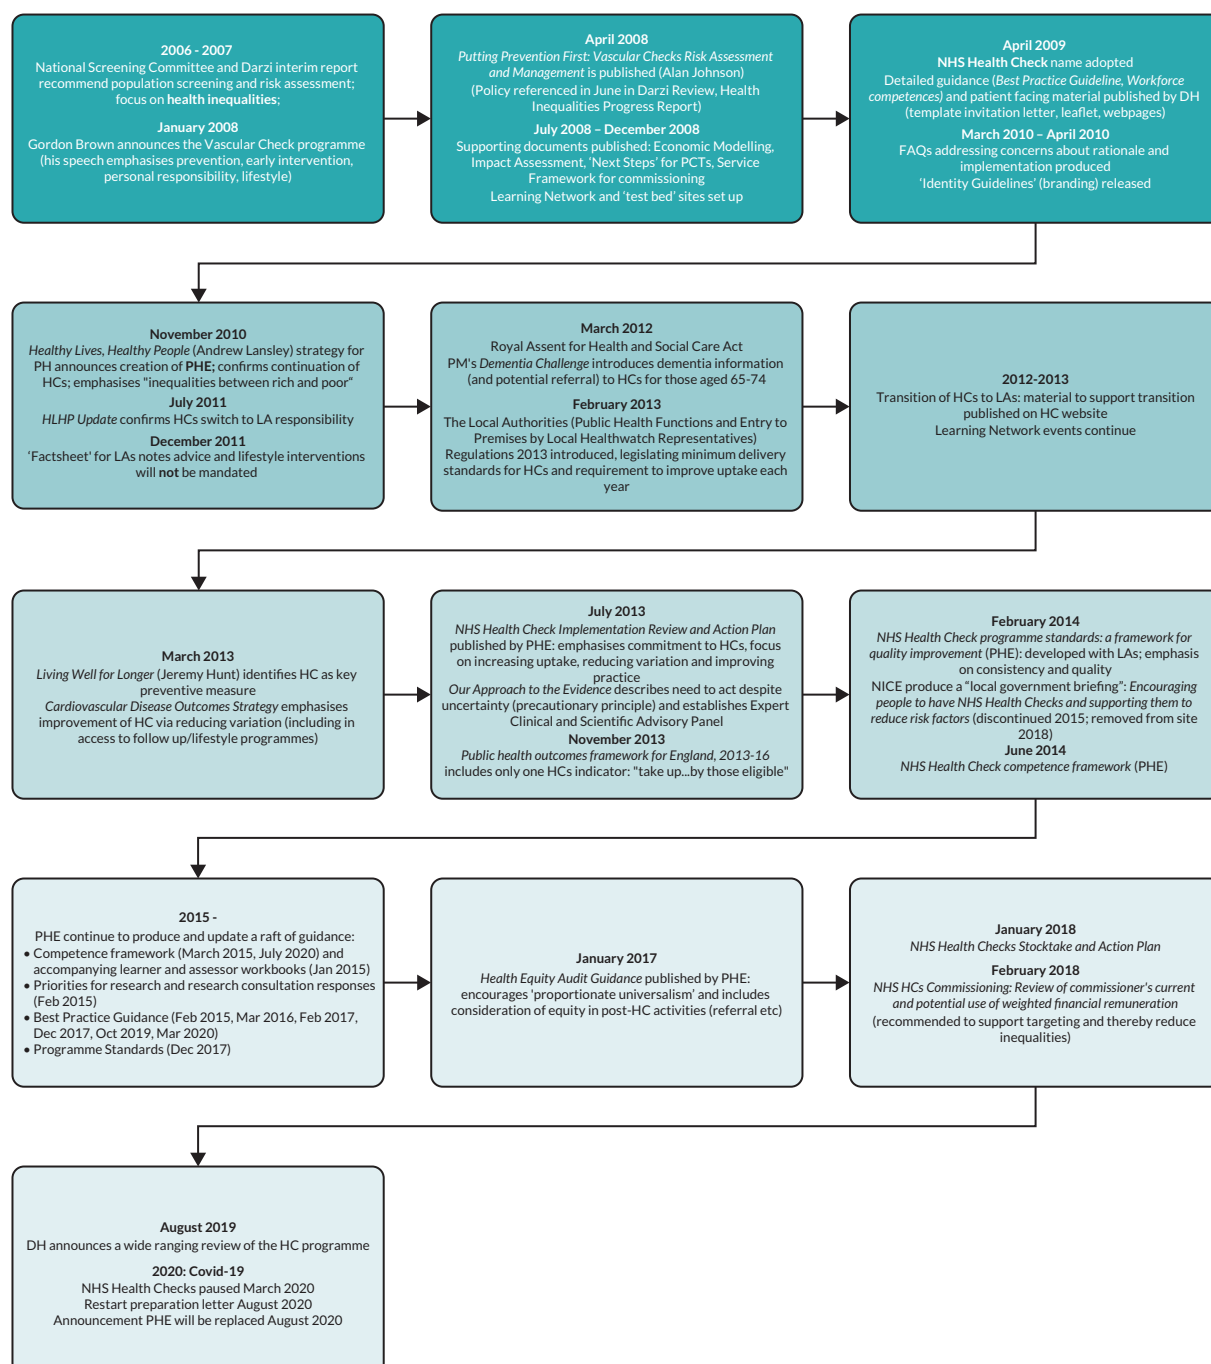 2006 - 2007
National Screening Committee and Darzi interim report
recommend population screening and risk assessment;
focus on health inequalities;
January 2008
Gordon Brown announces the Vascular Check programme
(his speech emphasises prevention, early intervention,
personal responsibility, lifestyle)
April 2008
Putting Prevention First: Vascular Checks Risk Assessment
and Management is published (Alan Johnson)
(Policy referenced in June in Darzi Review, Health
Inequalities Progress Report)
July 2008 – December 2008
Supporting documents published: Economic Modelling,
Impact Assessment, 'Next Steps' for PCTs, Service
Framework for commissioning
Learning Network and 'test bed' sites set up
April 2009
NHS Health Check name adopted
Detailed guidance (Best Practice Guideline, Workforce
competences) and patient facing material published by DH
(template invitation letter, leaflet, webpages)
March 2010 – April 2010
FAQs addressing concerns about rationale and
implementation produced
'Identity Guidelines' (branding) released
November 2010
Healthy Lives, Healthy People (Andrew Lansley) strategy for
PH announces creation of PHE; confirms continuation of
HCs; emphasises "inequalities between rich and poor"
July 2011
HLHP Update confirms HCs switch to LA responsibility
December 2011
'Factsheet' for LAs notes advice and lifestyle interventions
will not be mandated
March 2012
Royal Assent for Health and Social Care Act
PM's Dementia Challenge introduces dementia information
(and potential referral) to HCs for those aged 65-74
February 2013
The Local Authorities (Public Health Functions and Entry to
Premises by Local Healthwatch Representatives)
Regulations 2013 introduced, legislating minimum delivery
standards for HCs and requirement to improve uptake each
year
2012-2013
Transition of HCs to LAs: material to support transition
published on HC website
Learning Network events continue
March 2013
Living Well for Longer (Jeremy Hunt) identifies HC as key
preventive measure
Cardiovascular Disease Outcomes Strategy emphasises
improvement of HC via reducing variation (including in
access to follow up/lifestyle programmes)
July 2013
NHS Health Check Implementation Review and Action Plan
published by PHE: emphasises commitment to HCs, focus
on increasing uptake, reducing variation and improving
practice
Our Approach to the Evidence describes need to act despite
uncertainty (precautionary principle) and establishes Expert
Clinical and Scientific Advisory Panel
November 2013
Public health outcomes framework for England, 2013-16
includes only one HCs indicator: "take up...by those eligible"
February 2014
NHS Health Check programme standards: a framework for
quality improvement (PHE): developed with LAs; emphasis
on consistency and quality
NICE produce a "local government briefing": Encouraging
people to have NHS Health Checks and supporting them to
reduce risk factors (discontinued 2015; removed from site
2018)
June 2014
NHS Health Check competence framework (PHE)
2015 -
PHE continue to produce and update a raft of guidance:
• Competence framework (March 2015, July 2020) and
accompanying learner and assessor workbooks (Jan 2015)
• Priorities for research and research consultation responses
(Feb 2015)
• Best Practice Guidance (Feb 2015, Mar 2016, Feb 2017,
Dec 2017, Oct 2019, Mar 2020)
• Programme Standards (Dec 2017)
January 2017
Health Equity Audit Guidance published by PHE:
encourages 'proportionate universalism' and includes
consideration of equity in post-HC activities (referral etc)
January 2018
NHS Health Checks Stocktake and Action Plan
February 2018
NHS HCs Commissioning: Review of commissioner's current
and potential use of weighted financial remuneration
(recommended to support targeting and thereby reduce
inequalities)
August 2019
DH announces a wide ranging review of the HC programme
2020: Covid-19
NHS Health Checks paused March 2020
Restart preparation letter August 2020
Announcement PHE will be replaced August 2020